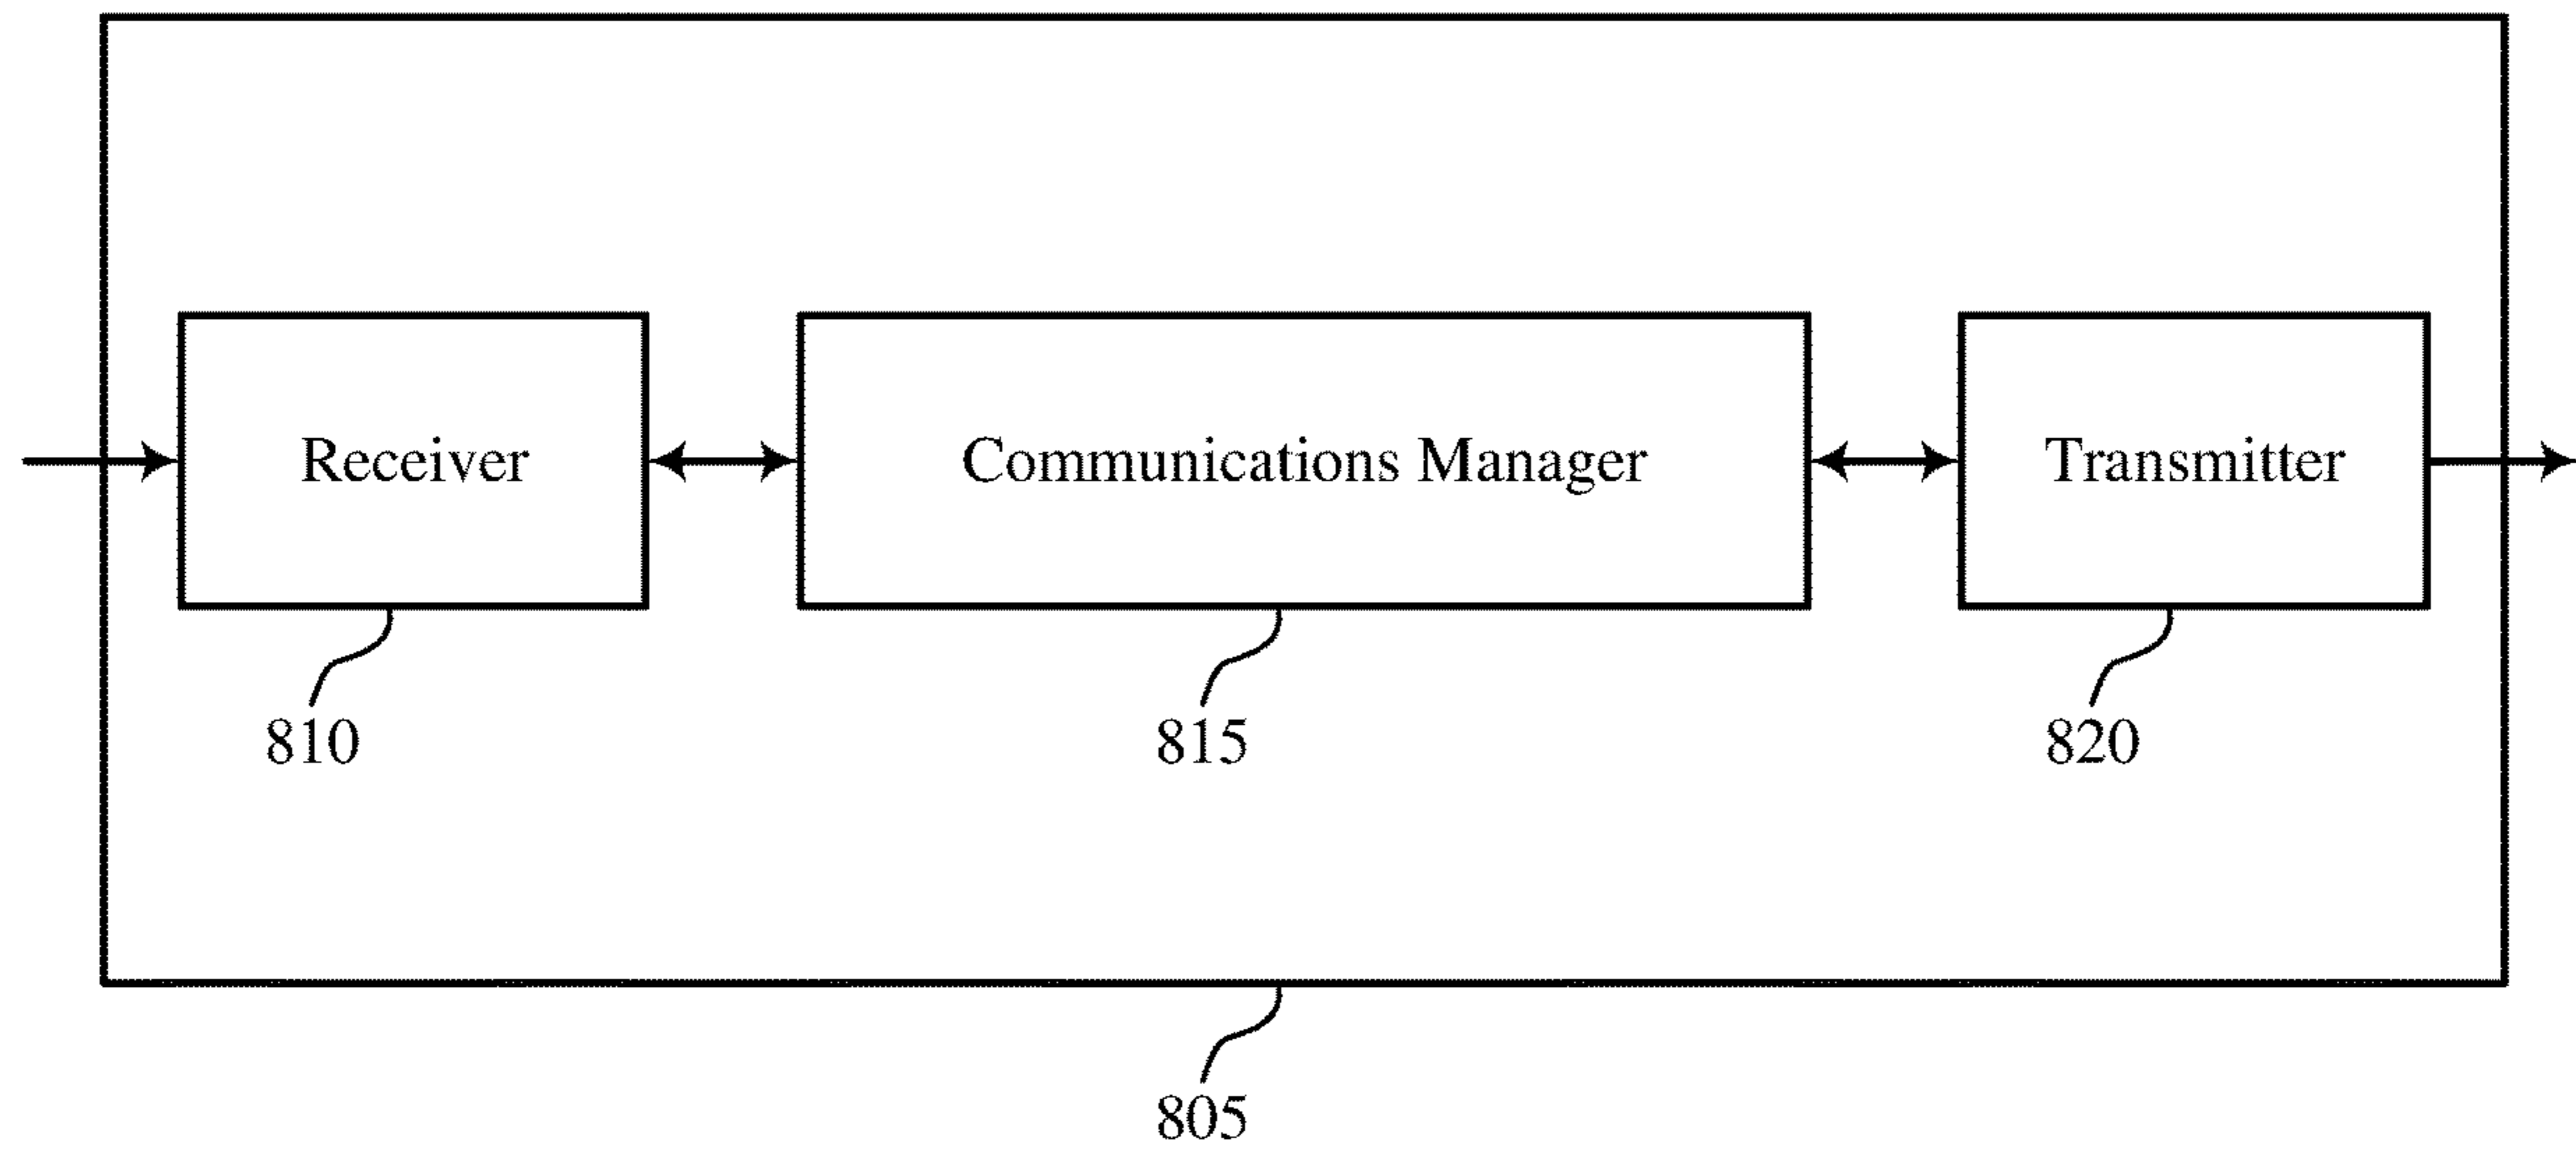 Receiver
Communications Manager
Transmitter
810
815
820
805